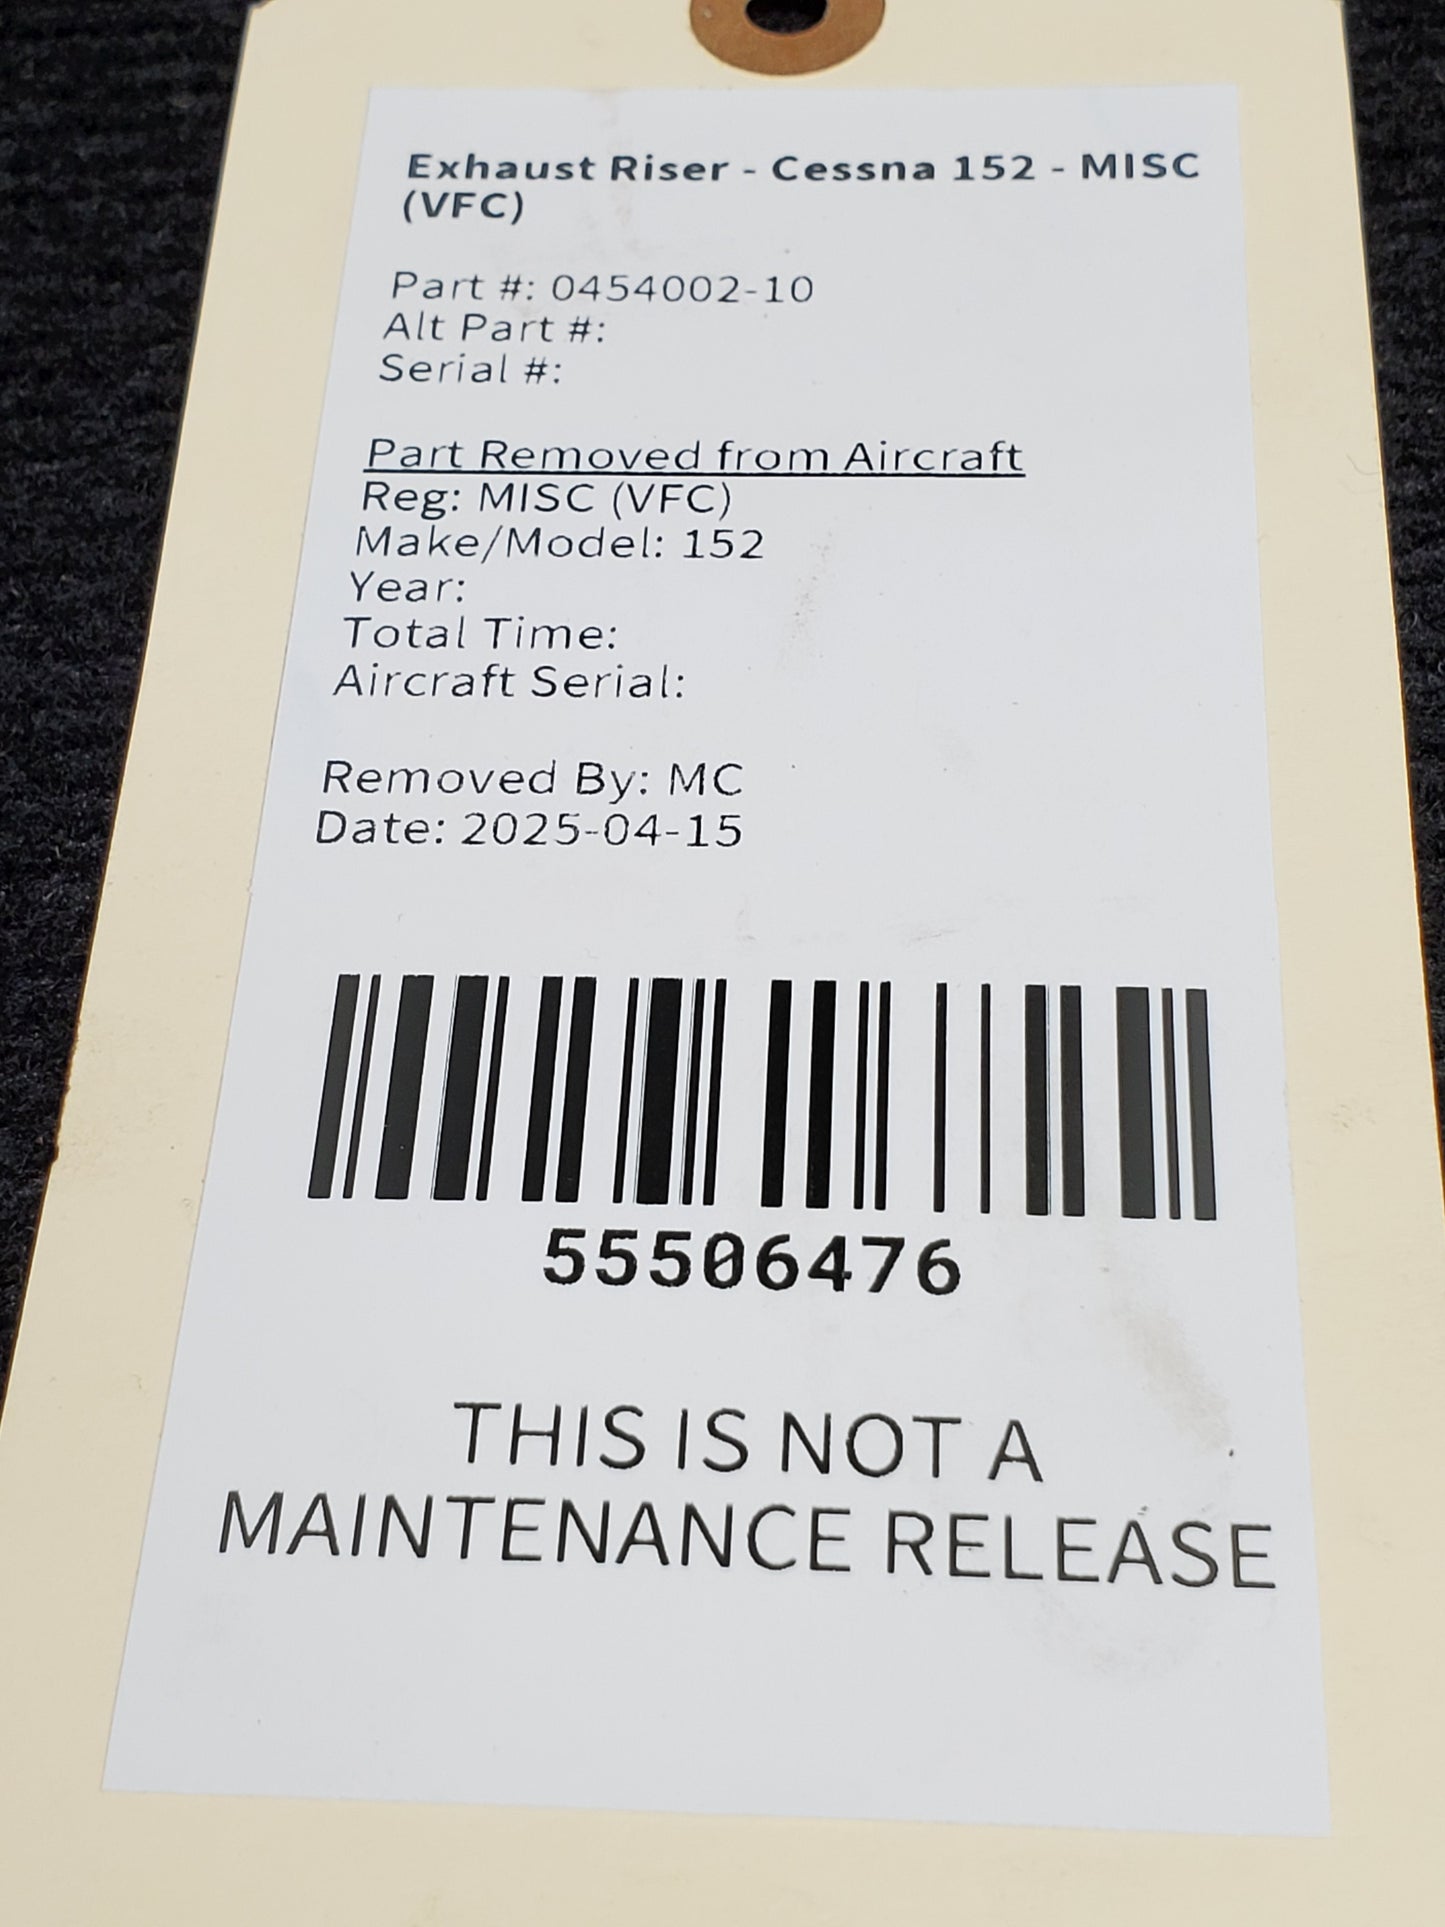 Exhaust Riser - Cessna 152 - MISC
(VFC)
Part #: 0454002-10
Alt Part #:
Serial #:
Part Removed from Aircraft
Reg: MISC (VFC)
Make/Model: 152
Year:
Total Time:
Aircraft Serial:
Removed By: MC
Date: 2025-04-15
55506476
THIS IS NOT A
MAINTENANCE RELEASE